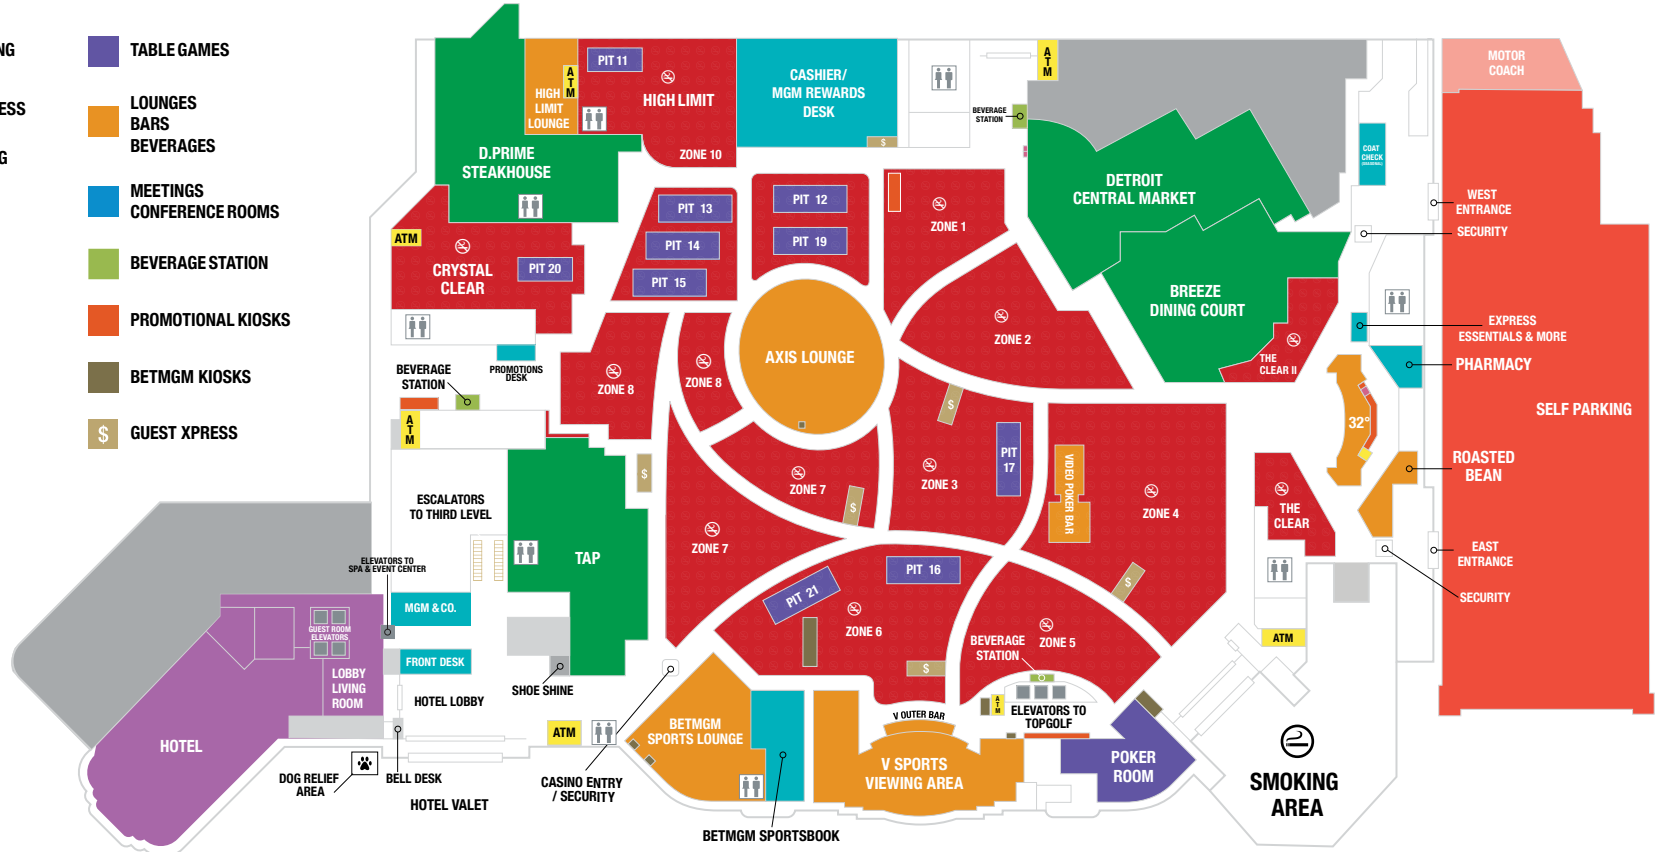 NG
ESS
G
TABLE GAMES
LOUNGES
BARS
BEVERAGES
MEETINGS
CONFERENCE ROOMS
BEVERAGE STATION
PROMOTIONAL KIOSKS
BETMGM KIOSKS
$
GUEST XPRESS
D.PRIME
STEAKHOUSE
HIGH
LIMIT
LOUNGE
ATM
PIT 11
HIGH LIMIT
ZONE 10
CASHIER/
MGM REWARDS
DESK
$
BEVERAGE
STATION
ATM
DETROIT
CENTRAL MARKET
BREEZE
DINING COURT
THE
CLEAR II
COAT
CHECK
MOTOR
COACH
WEST
ENTRANCE
SECURITY
EXPRESS
ESSENTIALS & MORE
PHARMACY
SELF PARKING
32°
ROASTED
BEAN
EAST
ENTRANCE
SECURITY
ATM
CRYSTAL
CLEAR
PIT 20
PIT 13
PIT 14
PIT 15
PIT 12
PIT 19
ZONE 1
ZONE 2
AXIS LOUNGE
ZONE 8
ZONE 8
PROMOTIONS
DESK
BEVERAGE
STATION
ATM
$
$
PIT
17
ZONE 3
VIDEO POKER BAR
ZONE 4
THE
CLEAR
ZONE 7
$
ZONE 7
ESCALATORS
TO THIRD LEVEL
TAP
ELEVATORS TO
SPA & EVENT CENTER
MGM & CO.
GUEST ROOM
ELEVATORS
FRONT DESK
LOBBY
LIVING
ROOM
HOTEL LOBBY
HOTEL
SHOE SHINE
PIT 16
PIT 21
ZONE 6
$
BEVERAGE
STATION
ZONE 5
$
ATM
ATM
ELEVATORS TO
TOPGOLF
V OUTER BAR
V SPORTS
VIEWING AREA
POKER
ROOM
BETMGM
SPORTS LOUNGE
BETMGM SPORTSBOOK
ATM
CASINO ENTRY
/ SECURITY
DOG RELIEF
AREA
BELL DESK
HOTEL VALET
SMOKING
AREA